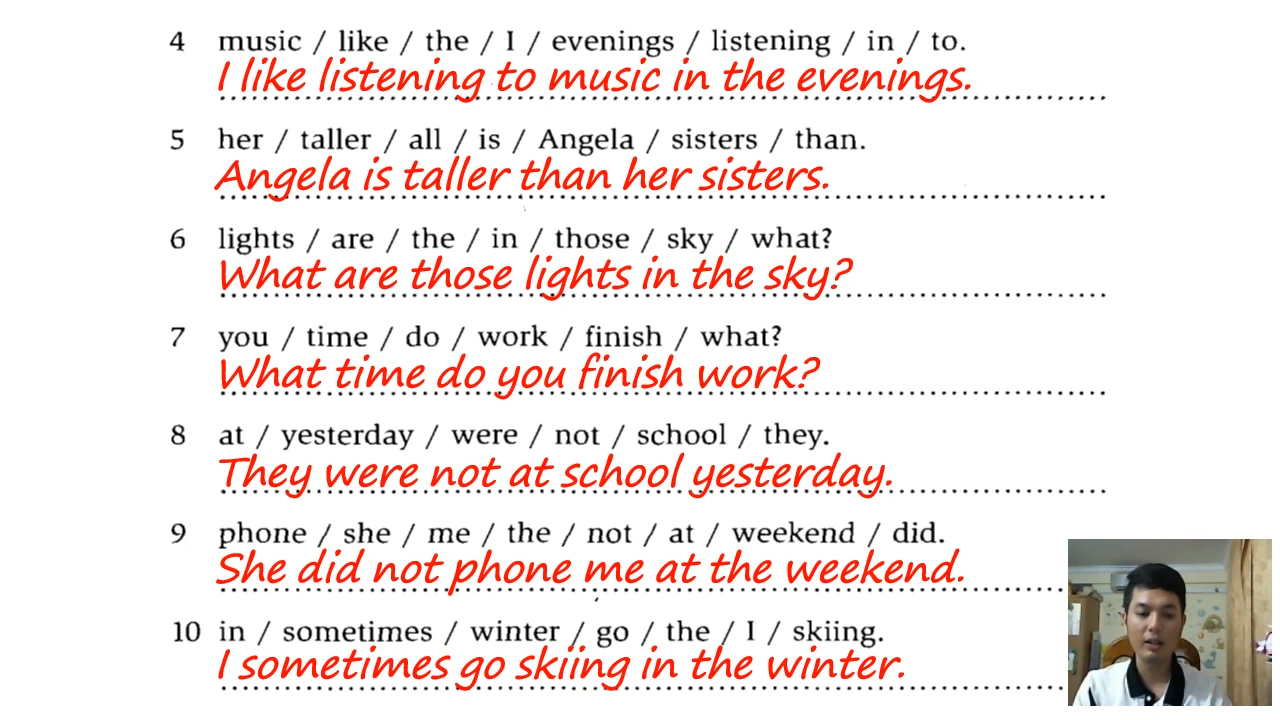 4 music / like / the / I / evenings / listening / in / to.
I like listening to music in the evenings.
5 her / taller / all / is / Angela / sisters / than.
Angela is taller than her sisters.
6 lights / are / the / in / those / sky / what?
What are those lights in the sky?
7 you / time / do / work / finish / what?
What time do you finish work?
8 at / yesterday / were / not / school / they.
They were not at school yesterday.
9 phone / she / me / the / not / at / weekend / did.
She did not phone me at the weekend.
10 in / sometimes / winter / go / the / I / skiing.
I sometimes go skiing in the winter.